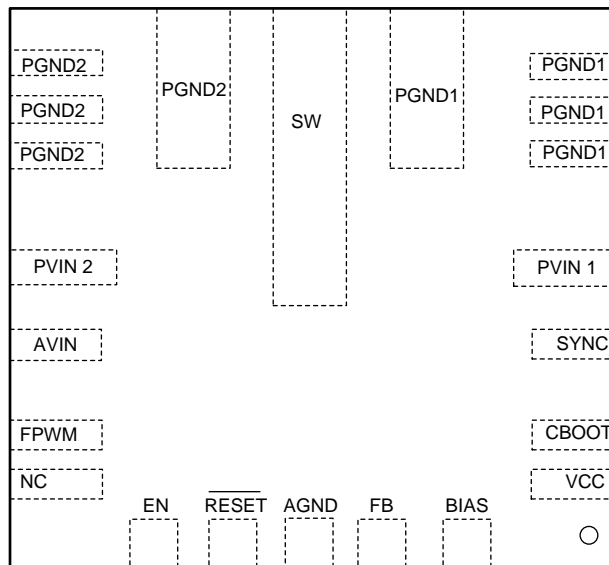 PGND2
PGND2
PGND2
PGND2
SW
PGND1
PGND1
PGND1
PGND1
PVIN 2
PVIN 1
AVIN
SYNC
FPWM
CBOOT
NC
VCC
EN
RESET
AGND
FB
BIAS